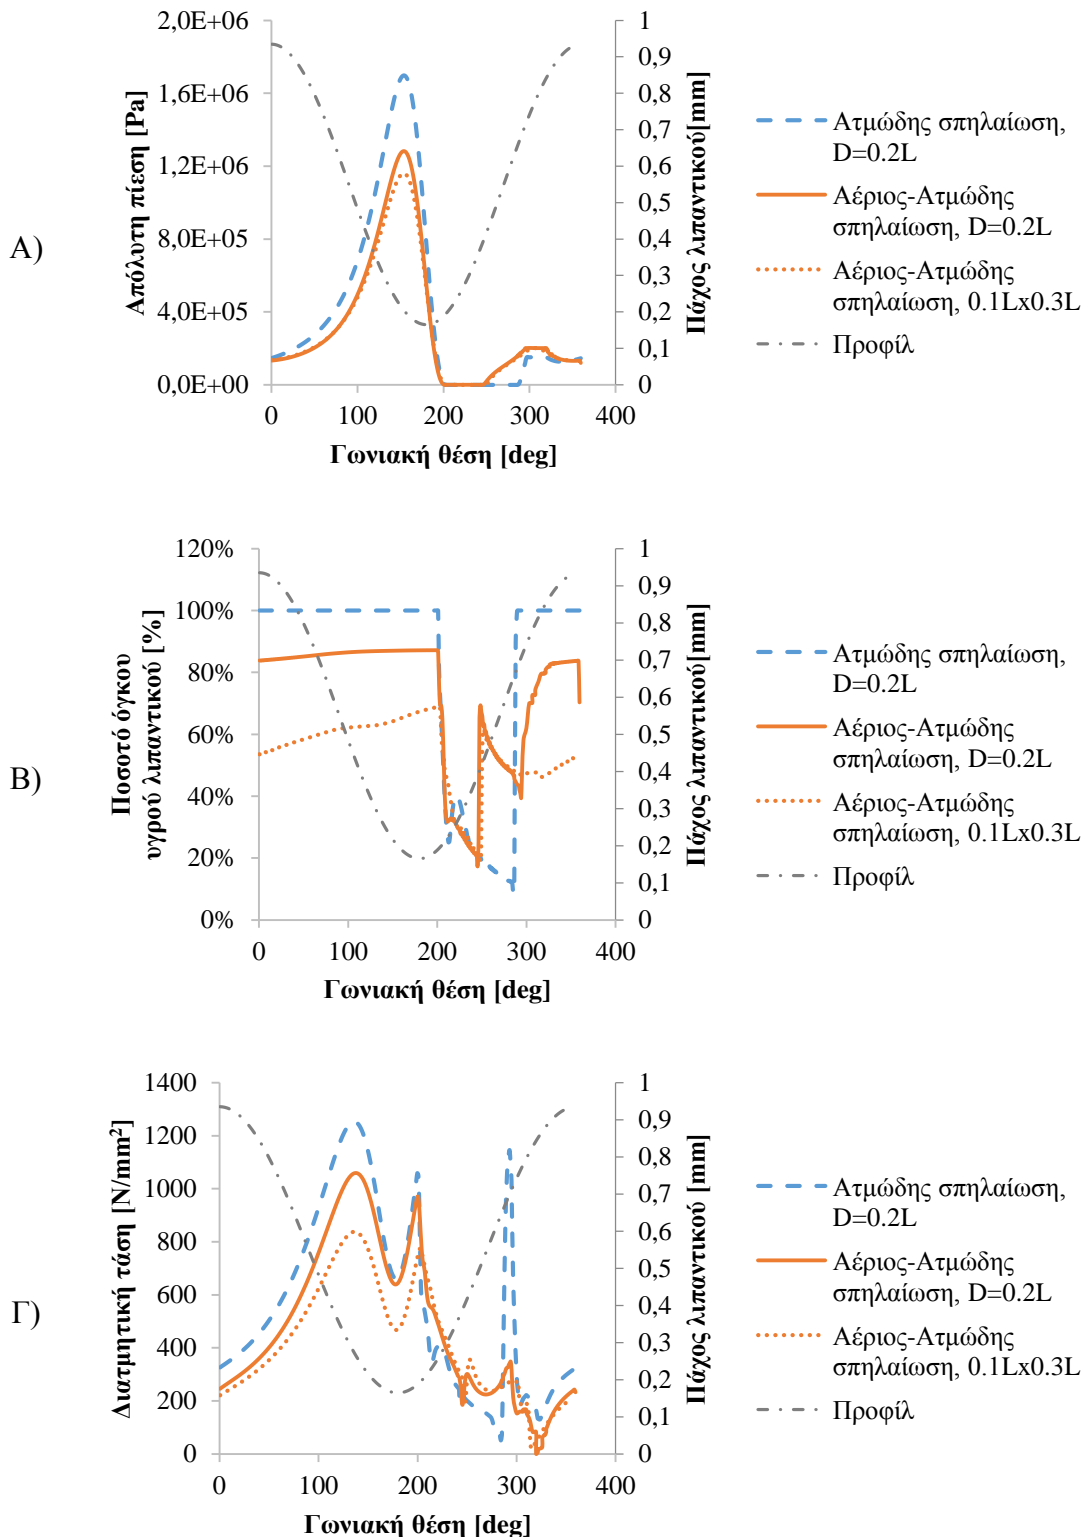 Α)
Απόλυτη πίεση [Pa]
2,0E+06
1,6E+06
1,2E+06
8,0E+05
4,0E+05
0,0E+00
0 100 200 300 400
Γωνιακή θέση [deg]
1
0,9
0,8
0,7
0,6
0,5
0,4
0,3
0,2
0,1
0
Πάχος λιπαντικού[mm]
Ατμώδης σπηλαίωση,
D=0.2L
Αέριος-Ατμώδης
σπηλαίωση, D=0.2L
Αέριος-Ατμώδης
σπηλαίωση, 0.1Lx0.3L
Προφίλ
Β)
Ποσοτό όγκου
υγρού λιπαντικού [%]
120%
100%
80%
60%
40%
20%
0%
0 100 200 300 400
Γωνιακή θέση [deg]
1
0,9
0,8
0,7
0,6
0,5
0,4
0,3
0,2
0,1
0
Πάχος λιπαντικού[mm]
Ατμώδης σπηλαίωση,
D=0.2L
Αέριος-Ατμώδης
σπηλαίωση, D=0.2L
Αέριος-Ατμώδης
σπηλαίωση, 0.1Lx0.3L
Προφίλ
Γ)
Διατμητική τάση [N/mm²]
1400
1200
1000
800
600
400
200
0
0 100 200 300 400
Γωνιακή θέση [deg]
1
0,9
0,8
0,7
0,6
0,5
0,4
0,3
0,2
0,1
0
Πάχος λιπαντικού [mm]
Ατμώδης σπηλαίωση,
D=0.2L
Αέριος-Ατμώδης
σπηλαίωση, D=0.2L
Αέριος-Ατμώδης
σπηλαίωση, 0.1Lx0.3L
Προφίλ